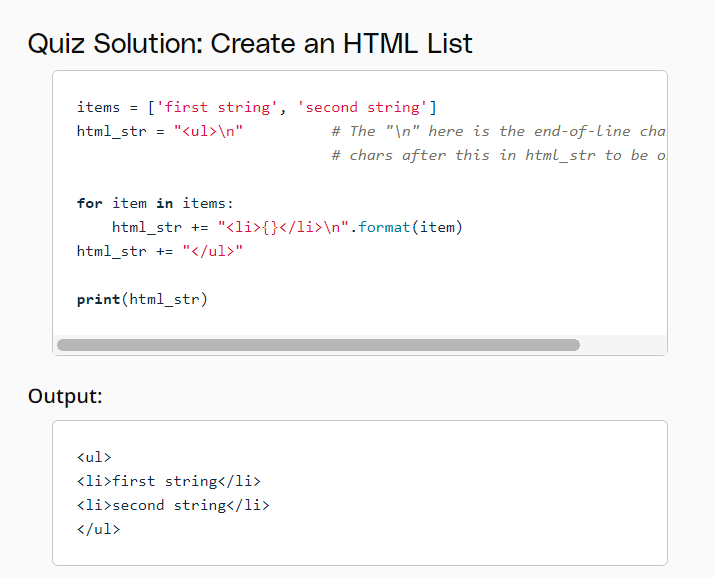 Quiz Solution: Create an HTML List
items = ['first string', 'second string']
html_str = "<ul>\n"          # The "\n" here is the end-of-line
                             # chars after this in html_str to be
for item in items:
    html_str += "<li>{}</li>\n".format(item)
html_str += "</ul>"
print(html_str)
Output:
<ul>
<li>first string</li>
<li>second string</li>
</ul>